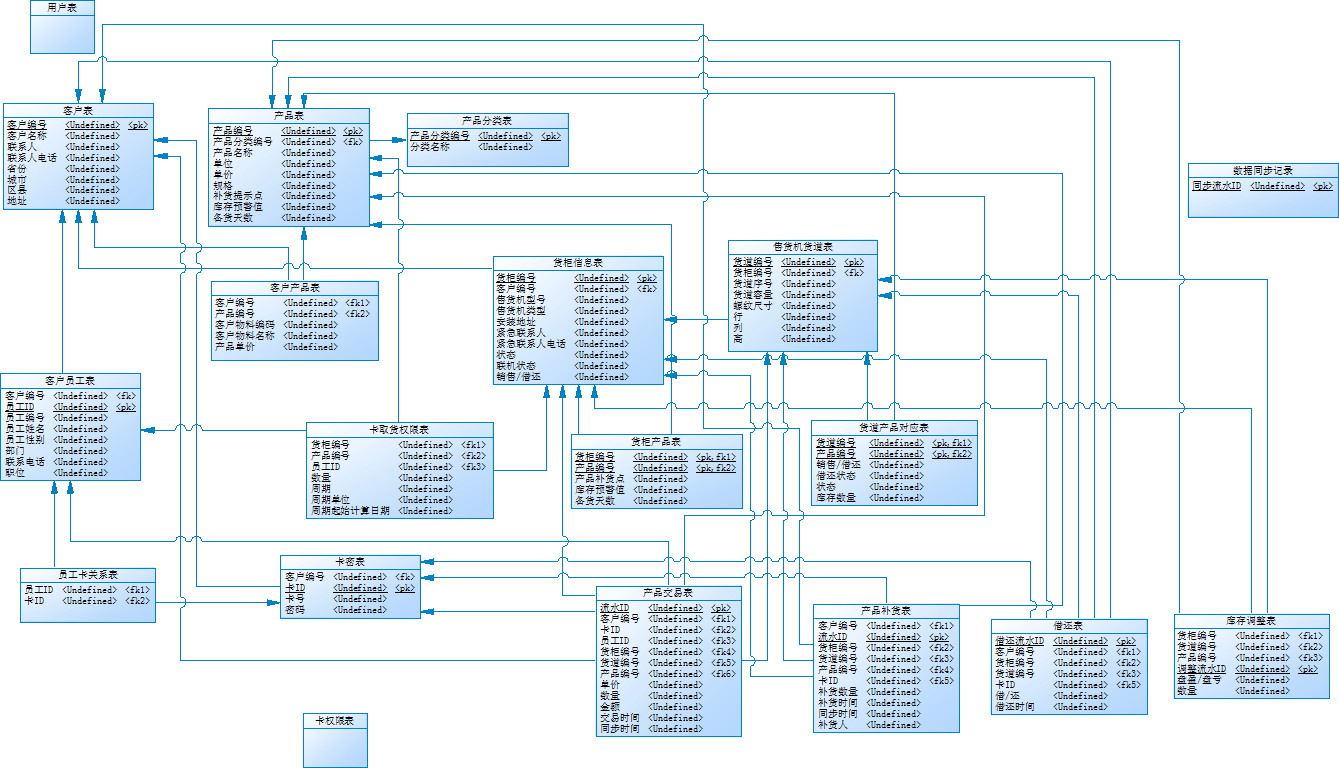 用户表
客户表
客户编号 <Undefined> <pk>
客户名称 <Undefined>
联系人 <Undefined>
联系人电话 <Undefined>
省份 <Undefined>
城市 <Undefined>
区县 <Undefined>
地址 <Undefined>
产品表
产品编号 <Undefined> <pk>
产品分类编号 <Undefined> <fk>
产品名称 <Undefined>
单位 <Undefined>
单价 <Undefined>
规格 <Undefined>
补货提示点 <Undefined>
库存预警值 <Undefined>
备货天数 <Undefined>
产品分类表
产品分类编号 <Undefined> <pk>
分类名称 <Undefined>
数据同步记录
同步流水ID <Undefined> <pk>
售货机货道表
货道编号 <Undefined> <pk>
货柜编号 <Undefined> <fk>
货道序号 <Undefined>
货道容量 <Undefined>
螺纹尺寸 <Undefined>
行 <Undefined>
列 <Undefined>
高 <Undefined>
货柜信息表
货柜编号 <Undefined> <pk>
客户编号 <Undefined> <fk>
售货机型号 <Undefined>
售货机类型 <Undefined>
安装地址 <Undefined>
紧急联系人 <Undefined>
紧急联系人电话 <Undefined>
状态 <Undefined>
联机状态 <Undefined>
销售/借还 <Undefined>
客户产品表
客户编号 <Undefined> <fk1>
产品编号 <Undefined> <fk2>
客户物料编码 <Undefined>
客户物料名称 <Undefined>
产品单价 <Undefined>
客户员工表
客户编号 <Undefined> <fk>
员工ID <Undefined> <pk>
员工编号 <Undefined>
员工姓名 <Undefined>
员工性别 <Undefined>
部门 <Undefined>
联系电话 <Undefined>
职位 <Undefined>
卡取货权限表
货柜编号 <Undefined> <fk1>
产品编号 <Undefined> <fk2>
员工ID <Undefined> <fk3>
数量 <Undefined>
周期 <Undefined>
周期单位 <Undefined>
周期起始计算日期 <Undefined>
货柜产品表
货柜编号 <Undefined> <pk,fk1>
产品编号 <Undefined> <pk,fk2>
产品补货点 <Undefined>
库存预警值 <Undefined>
备货天数 <Undefined>
货道产品对应表
货道编号 <Undefined> <pk,fk1>
产品编号 <Undefined> <pk,fk2>
销售/借还 <Undefined>
借还状态 <Undefined>
状态 <Undefined>
库存数量 <Undefined>
员工卡关系表
员工ID <Undefined> <fk1>
卡ID <Undefined> <fk2>
卡密表
客户编号 <Undefined> <fk>
卡ID <Undefined> <pk>
卡号 <Undefined>
密码 <Undefined>
产品交易表
流水ID <Undefined> <pk>
客户编号 <Undefined> <fk1>
卡ID <Undefined> <fk2>
员工ID <Undefined> <fk3>
货柜编号 <Undefined> <fk4>
货道编号 <Undefined> <fk5>
产品编号 <Undefined> <fk6>
单价 <Undefined>
数量 <Undefined>
金额 <Undefined>
交易时间 <Undefined>
同步时间 <Undefined>
产品补货表
客户编号 <Undefined> <fk1>
流水ID <Undefined> <pk>
货柜编号 <Undefined> <fk2>
货道编号 <Undefined> <fk3>
产品编号 <Undefined> <fk4>
卡ID <Undefined> <fk5>
补货数量 <Undefined>
补货时间 <Undefined>
同步时间 <Undefined>
补货人 <Undefined>
借还表
借还流水ID <Undefined> <pk>
客户编号 <Undefined> <fk1>
货柜编号 <Undefined> <fk2>
货道编号 <Undefined> <fk3>
卡ID <Undefined> <fk5>
借/还 <Undefined>
借还时间 <Undefined>
库存调整表
货柜编号 <Undefined> <fk1>
货道编号 <Undefined> <fk2>
产品编号 <Undefined> <fk3>
调整流水ID <Undefined> <pk>
盘盈/盘亏 <Undefined>
数量 <Undefined>
卡权限表